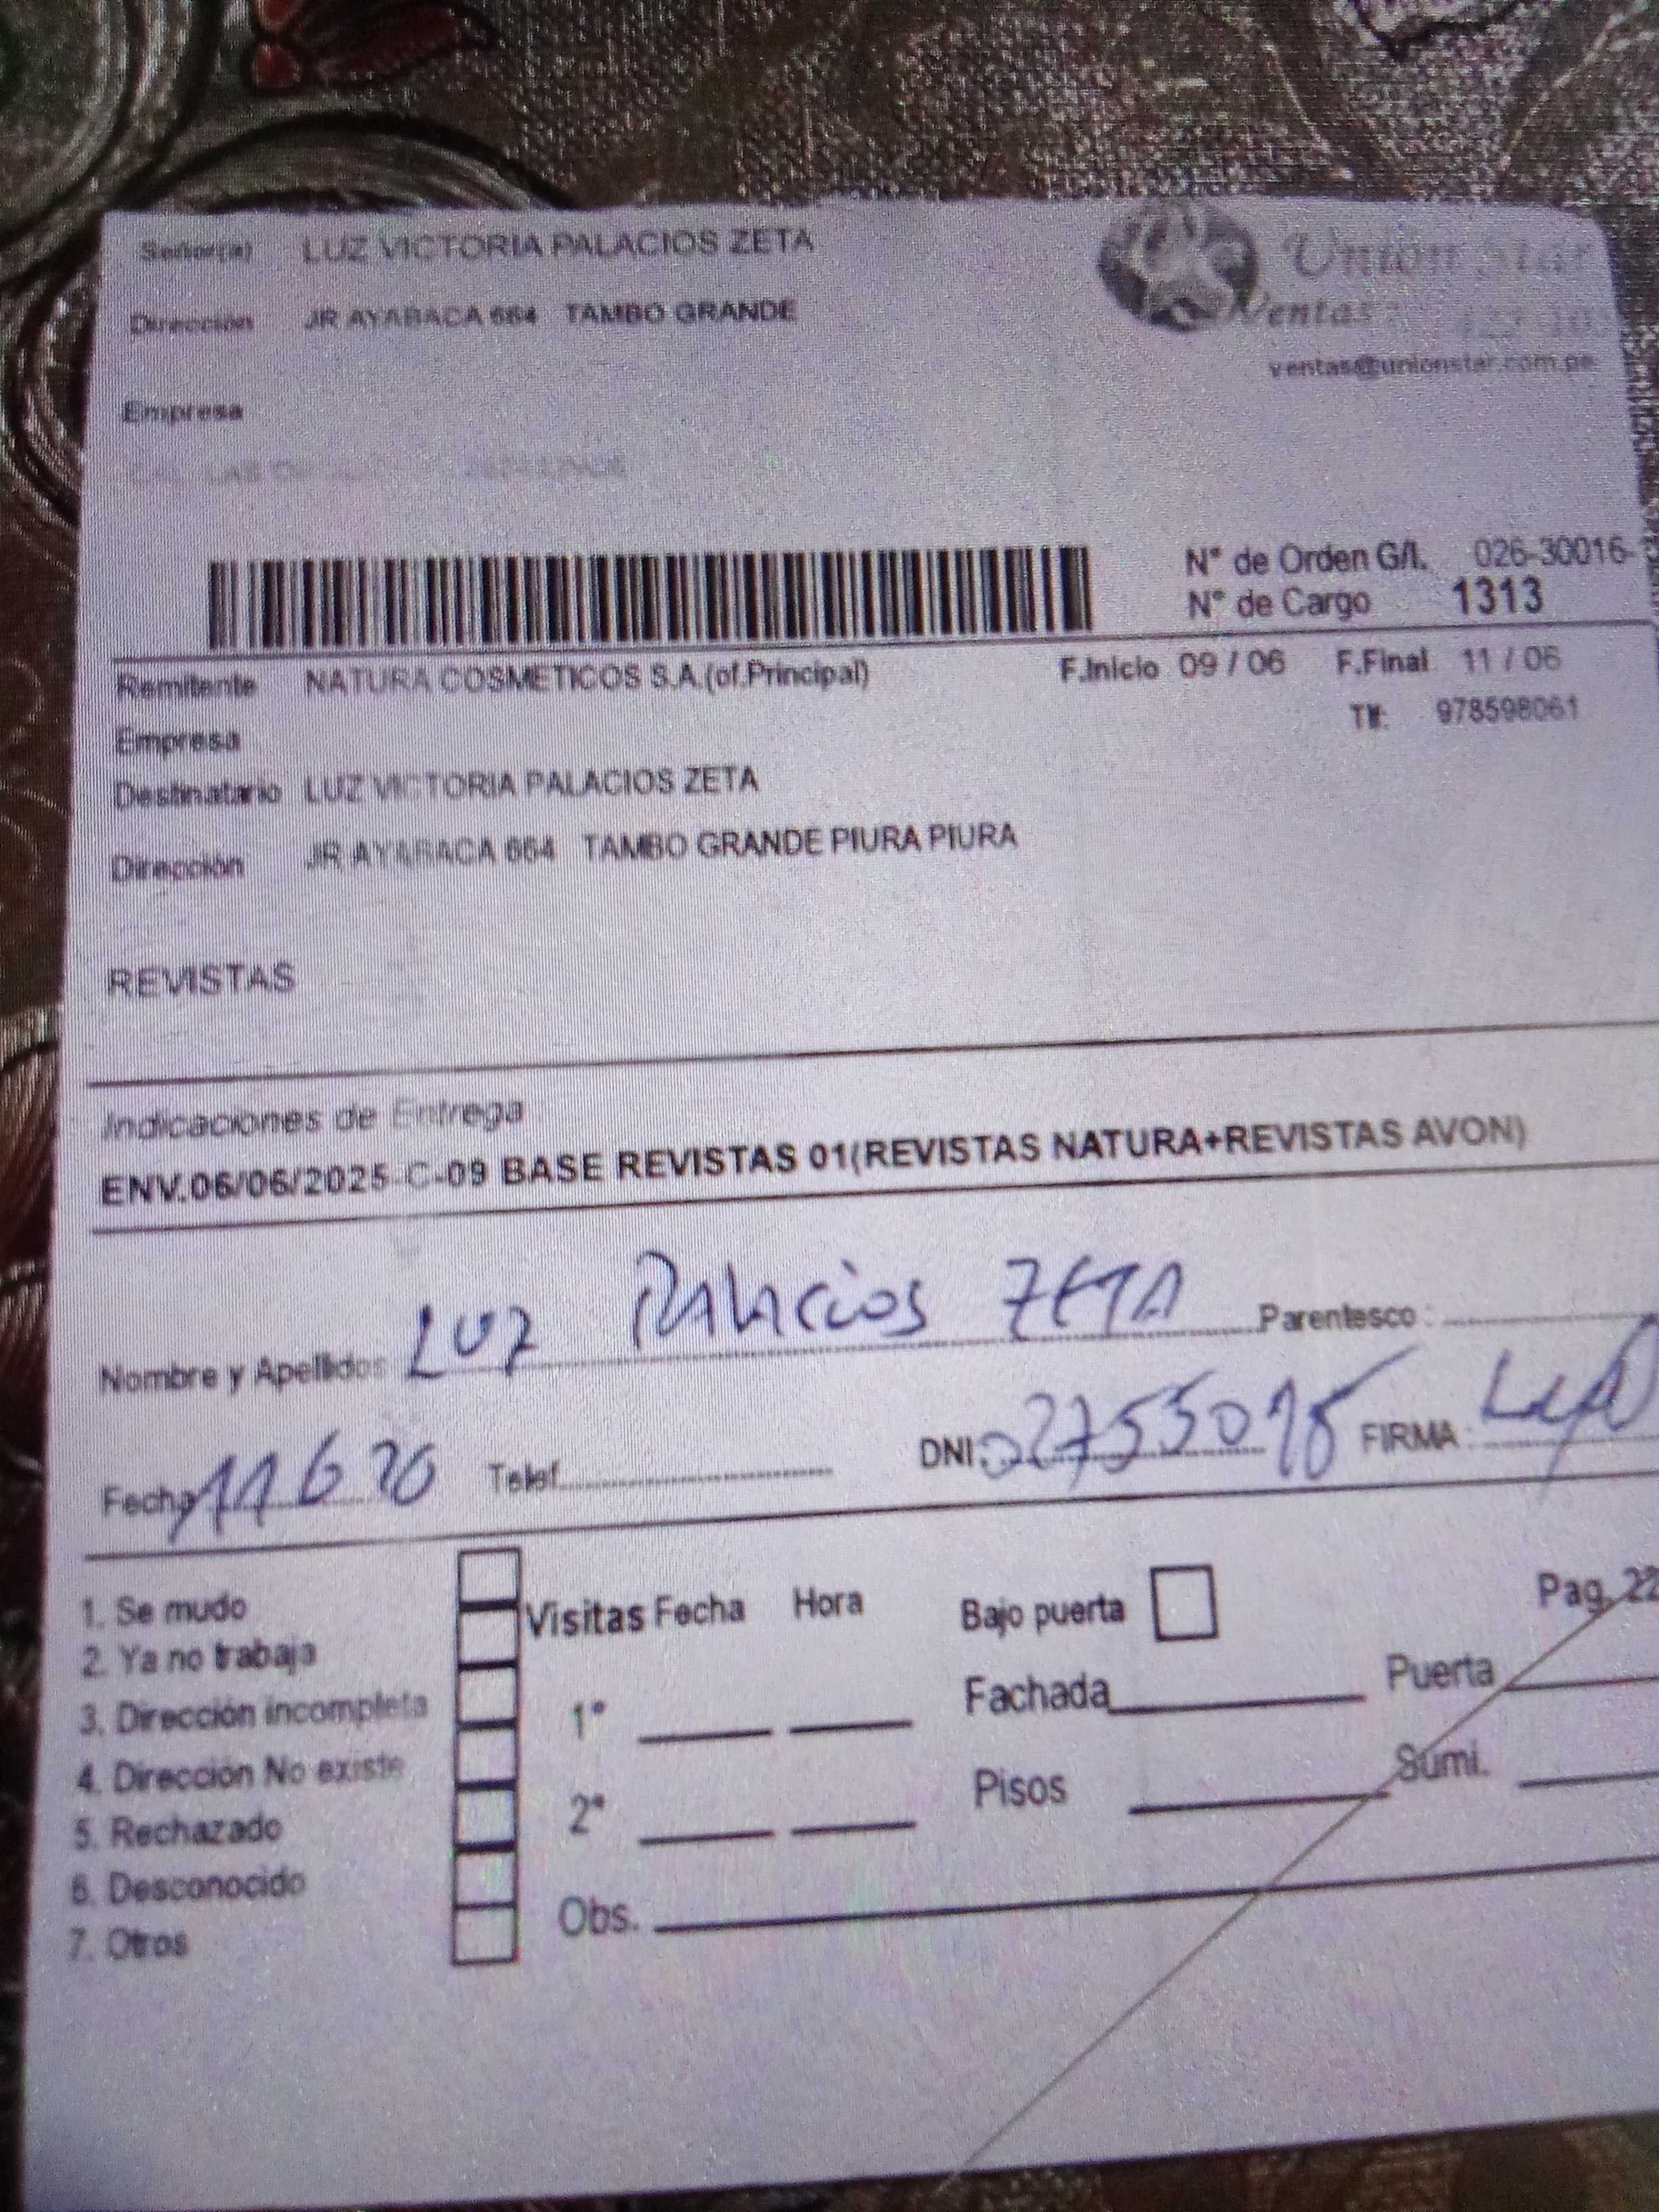 Señor(a) LUZ VICTORIA PALACIOS ZETA
Dirección JR AYABACA 664 TAMBO GRANDE
Union Star
Ventas
ventas@unionstar.com.pe
Empresa
N° de Orden G/I. 026-30016-
N° de Cargo 1313
Remitente NATURA COSMETICOS S.A.(of.Principal) F.Inicio 09 / 06 F.Final 11 / 06
Empresa
978598061
Destinatario LUZ VICTORIA PALACIOS ZETA
Dirección JR AYABACA 664 TAMBO GRANDE PIURA PIURA
REVISTAS
Indicaciones de Entrega
ENV.06/06/2025 C-09 BASE REVISTAS 01(REVISTAS NATURA+REVISTAS AVON)
Nombre y Apellidos LUZ PALACIOS ZETA Parentesco :
Fecha Telef. DNI FIRMA :
1. Se mudo
2. Ya no trabaja
3. Dirección incompleta
4. Dirección No existe
5. Rechazado
6. Desconocido
7. Otros
Visitas Fecha Hora
1°
2°
Obs.
Bajo puerta
Pag. 22
Fachada Puerta
Pisos Sumi.